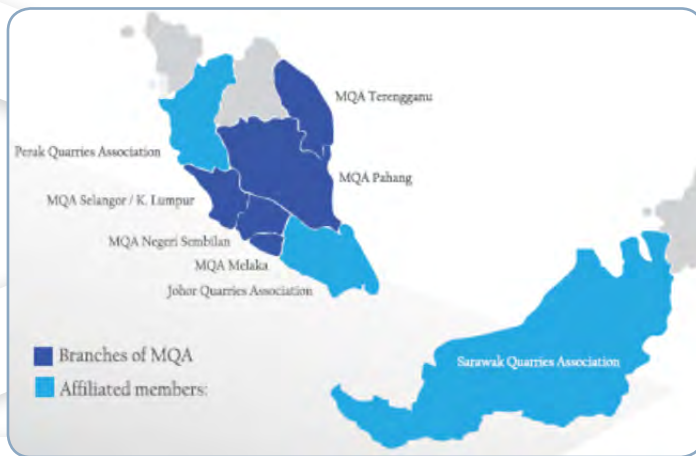 MQA Terengganu
Perak Quarries Association
MQA Pahang
MQA Selangor / K. Lumpur
MQA Negeri Sembilan
MQA Melaka
Johor Quarries Association
Branches of MQA
Sarawak Quarries Association
Affiliated members: